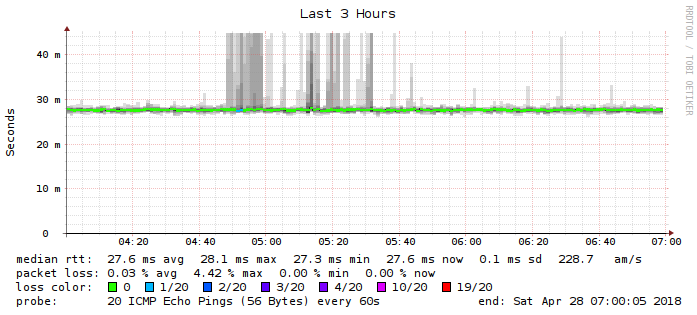 Last 3 Hours
RRDTOOL / TOBI OETIKER
Seconds
40 m
30 m
20 m
10 m
0
04:20 04:40 05:00 05:20 05:40 06:00 06:20 06:40 07:00
median rtt: 27.6 ms avg 28.1 ms max 27.3 ms min 27.6 ms now 0.1 ms sd 228.7 am/s
packet loss: 0.03 % avg 4.42 % max 0.00 % min 0.00 % now
loss color: 0 1/20 2/20 3/20 4/20 10/20 19/20
probe: 20 ICMP Echo Pings (56 Bytes) every 60s end: Sat Apr 28 07:00:05 2018